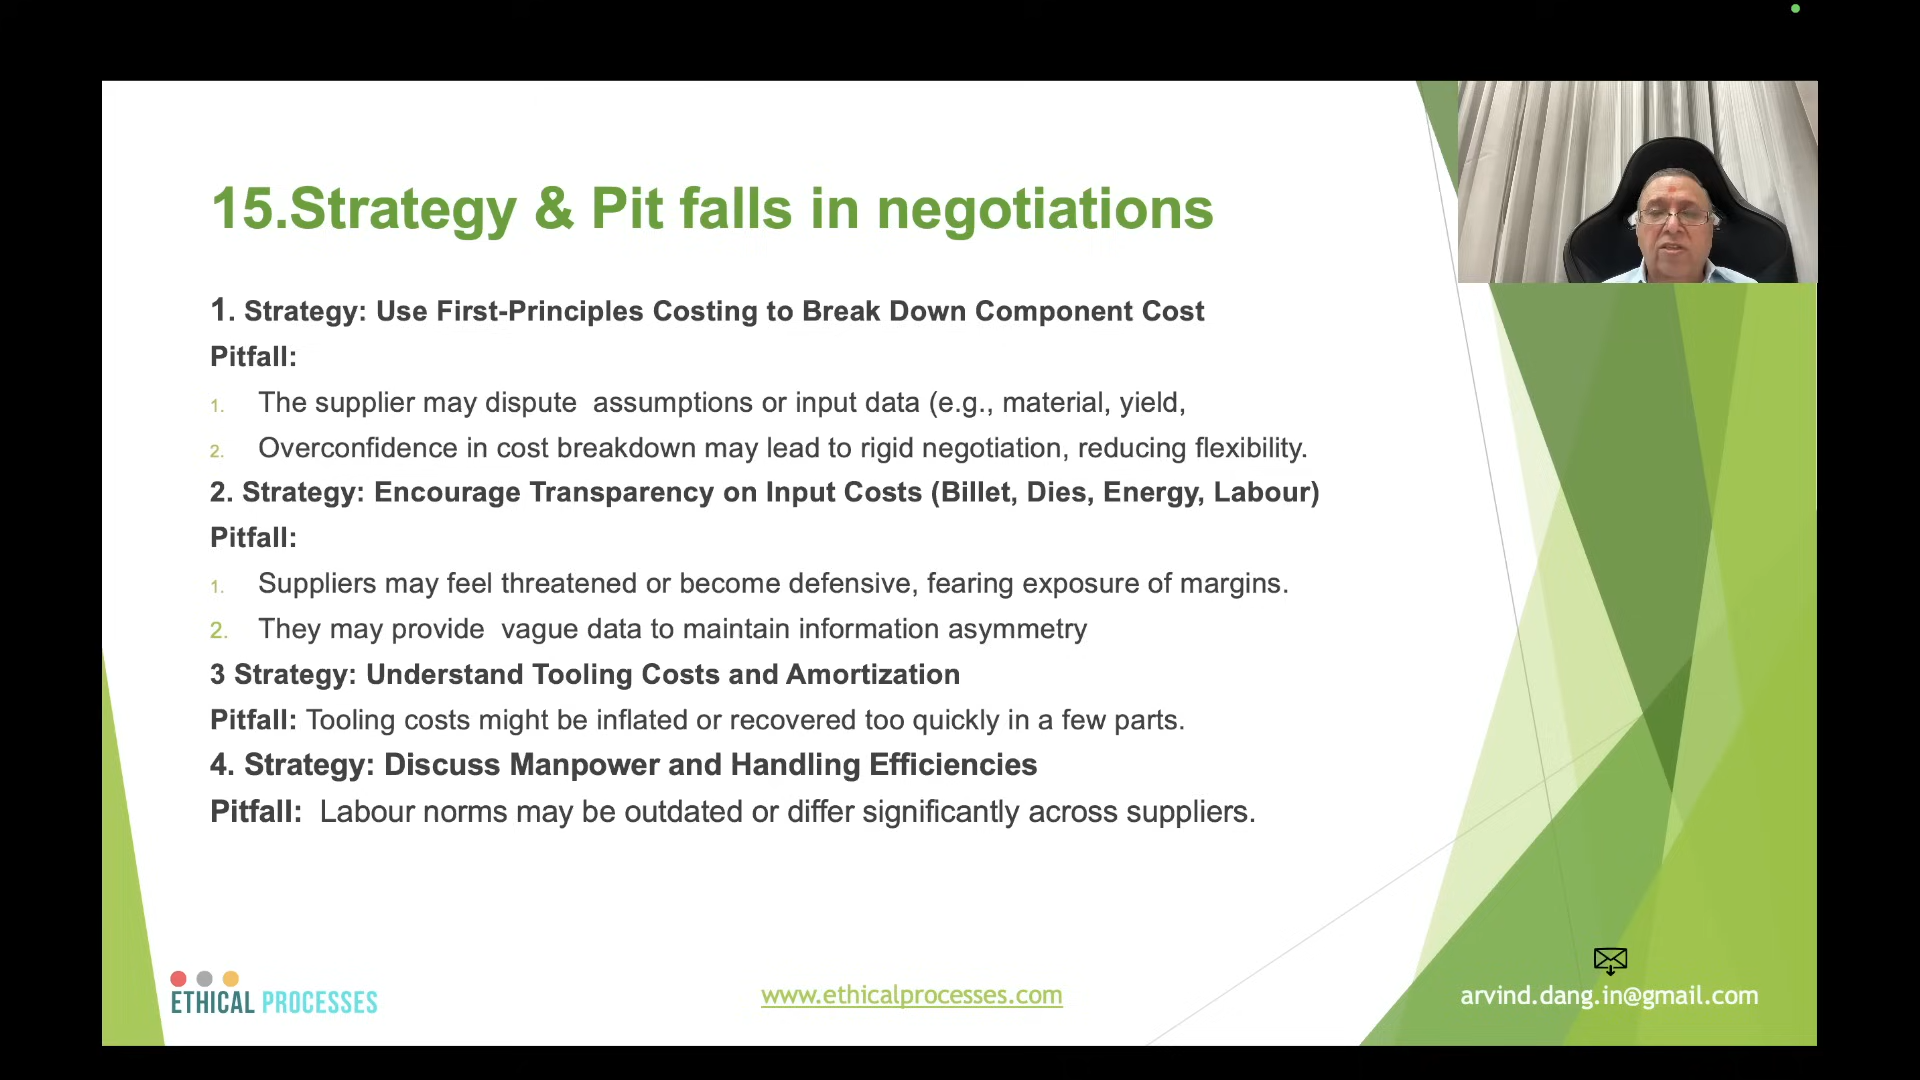 15.Strategy & Pit falls in negotiations
1. Strategy: Use First-Principles Costing to Break Down Component Cost
Pitfall:
1. The supplier may dispute  assumptions or input data (e.g., material, yield,
2. Overconfidence in cost breakdown may lead to rigid negotiation, reducing flexibility.
2. Strategy: Encourage Transparency on Input Costs (Billet, Dies, Energy, Labour)
Pitfall:
1. Suppliers may feel threatened or become defensive, fearing exposure of margins.
2. They may provide  vague data to maintain information asymmetry
3 Strategy: Understand Tooling Costs and Amortization
Pitfall: Tooling costs might be inflated or recovered too quickly in a few parts.
4. Strategy: Discuss Manpower and Handling Efficiencies
Pitfall:  Labour norms may be outdated or differ significantly across suppliers.
ETHICAL PROCESSES
www.ethicalprocesses.com
arvind.dang.in@gmail.com